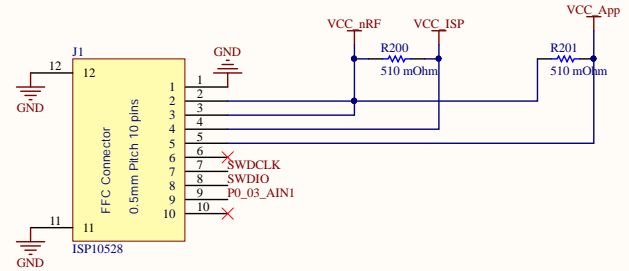 VCC_nRF
VCC_ISP
VCC_App
J1
GND
R200
510 mOhm
R201
510 mOhm
12
12
GND
1
1
2
2
3
3
4
4
5
5
6
6
7
7
SWDCLK
8
8
SWDIO
9
9
P0_03_AIN1
10
10
FFC Connector
0.5mm Pitch 10 pins
11
11
GND
ISP10528